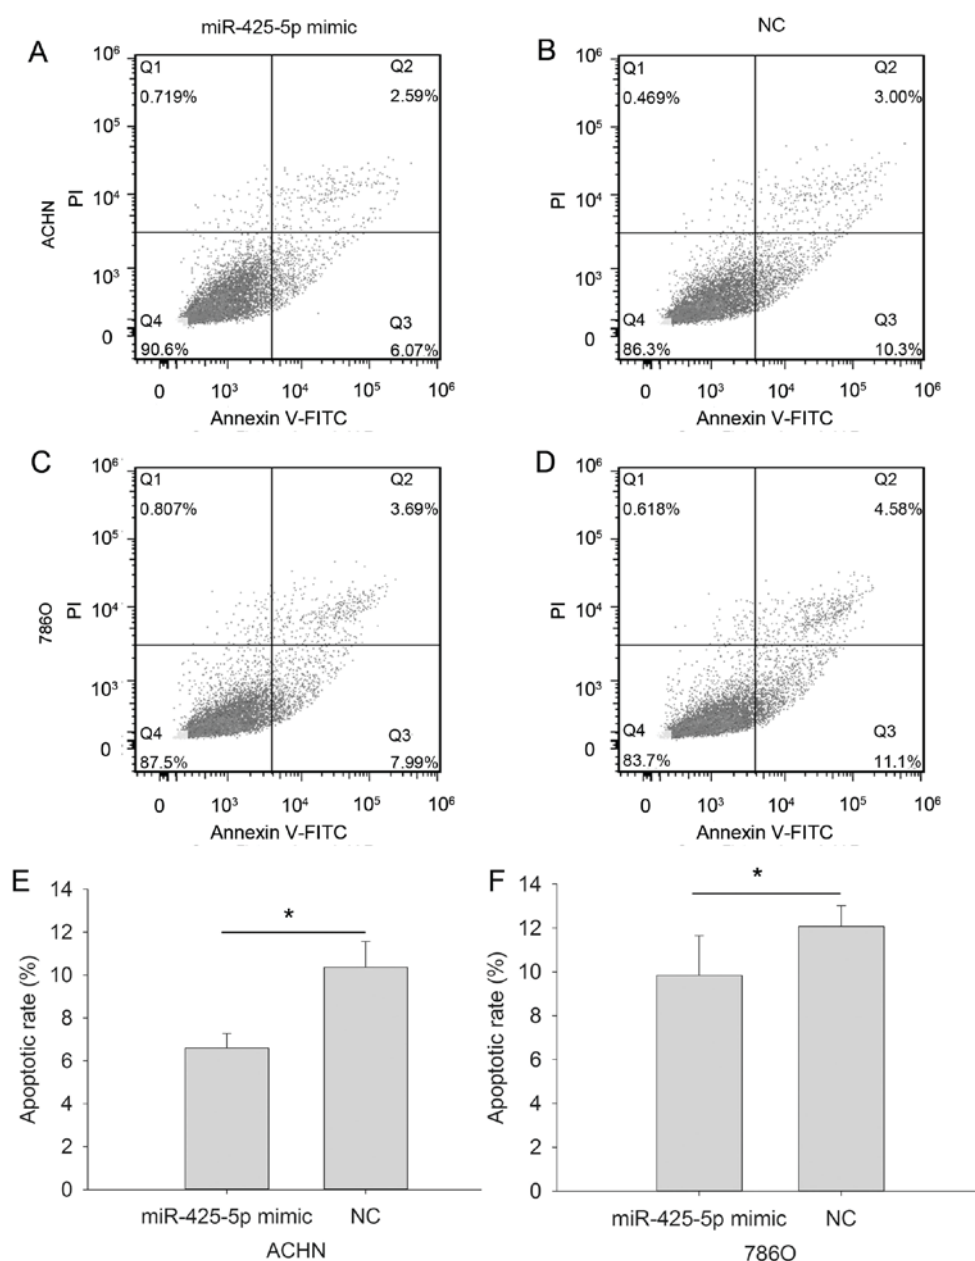 miR-425-5p mimic
NC
A
10⁶
Q1
0.719%
Q2
2.59%
10⁵
10⁴
10³
0
PI
ACHN
Q4
90.6%
Q3
6.07%
0 10³ 10⁴ 10⁵ 10⁶
Annexin V-FITC
B
10⁶
Q1
0.469%
Q2
3.00%
10⁵
10⁴
10³
0
PI
Q4
86.3%
Q3
10.3%
0 10³ 10⁴ 10⁵ 10⁶
Annexin V-FITC
C
10⁶
Q1
0.807%
Q2
3.69%
10⁵
10⁴
10³
0
PI
786O
Q4
87.5%
Q3
7.99%
0 10³ 10⁴ 10⁵ 10⁶
Annexin V-FITC
D
10⁶
Q1
0.618%
Q2
4.58%
10⁵
10⁴
10³
0
PI
Q4
83.7%
Q3
11.1%
0 10³ 10⁴ 10⁵ 10⁶
Annexin V-FITC
E
14
12
10
8
6
4
2
0
Apoptotic rate (%)
*
miR-425-5p mimic NC
ACHN
F
14
12
10
8
6
4
2
0
Apoptotic rate (%)
*
miR-425-5p mimic NC
786O